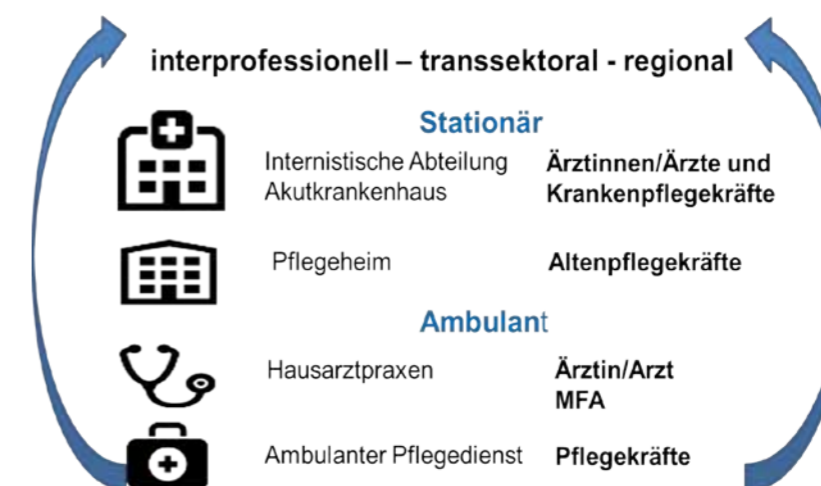 interprofessionell – transsektoral - regional
Stationär
Internistische Abteilung Ärztinnen/Ärzte und
Akutkrankenhaus Krankenpflegekräfte
Pflegeheim Altenpflegekräfte
Ambulant
Hausarztpraxen Ärztin/Arzt
MFA
Ambulanter Pflegedienst Pflegekräfte